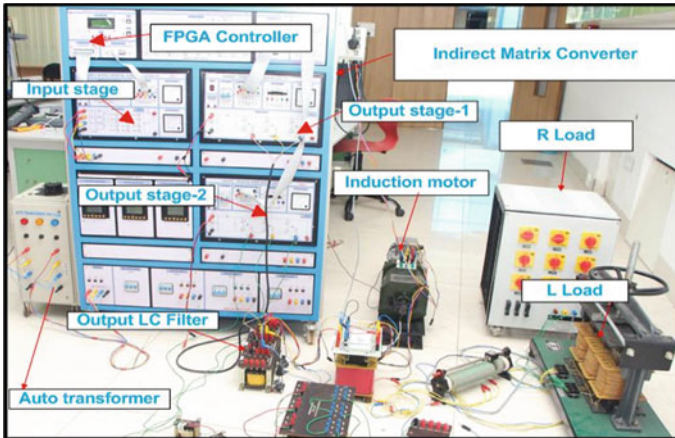 FPGA Controller
Indirect Matrix Converter
Input stage
Output stage-1
R Load
Output stage-2
Induction motor
L Load
Output LC Filter
Auto transformer